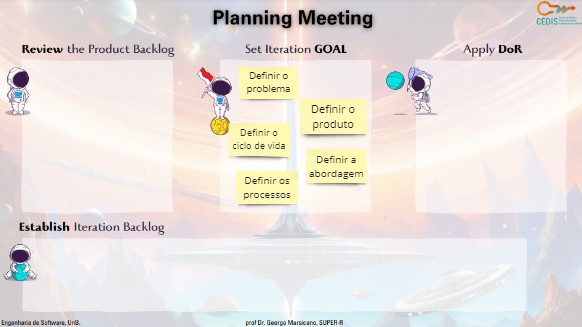 Planning Meeting
CEDIS
Review the Product Backlog
Set Iteration GOAL
Apply DoR
Definir o
problema
Definir o
produto
Definir o
ciclo de vida
Definir a
abordagem
Definir os
processos
Establish Iteration Backlog
Engenharia de Software, UnB.
prof Dr. George Marsicano, SUPER-R